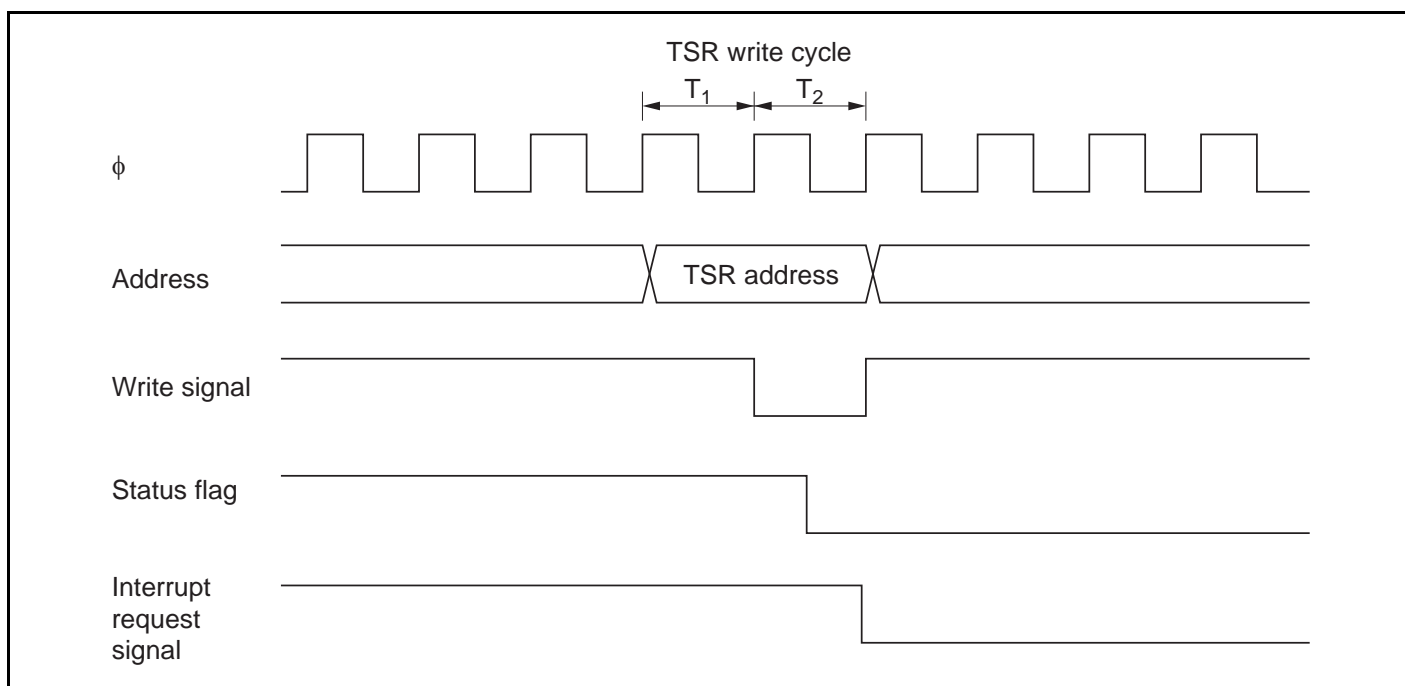 TSR write cycle
T1 T2
ϕ
Address
TSR address
Write signal
Status flag
Interrupt
request
signal